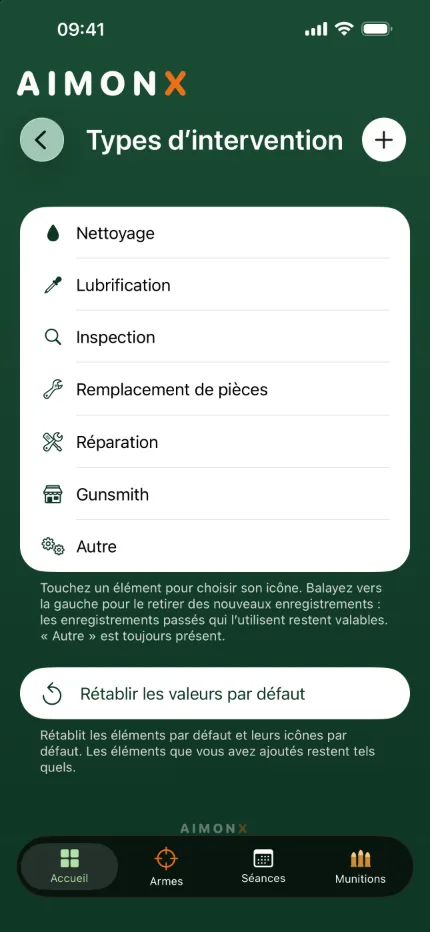 09:41
AIMONX
Types d’intervention
Nettoyage
Lubrification
Inspection
Remplacement de pièces
Réparation
Gunsmith
Autre
Touchez un élément pour choisir son icône. Balayez vers
la gauche pour le retirer des nouveaux enregistrements :
les enregistrements passés qui l’utilisent restent valables.
« Autre » est toujours présent.
Rétablir les valeurs par défaut
Rétablit les éléments par défaut et leurs icônes par
défaut. Les éléments que vous avez ajoutés restent tels
quels.
AIMONX
Accueil
Armes
Séances
Munitions